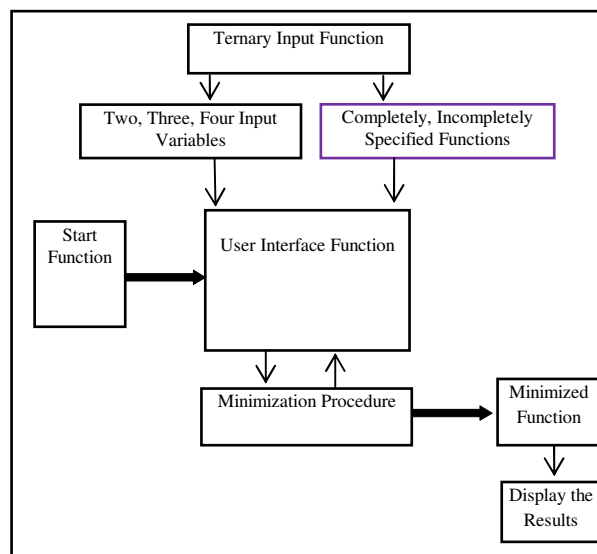 Ternary Input Function
Two, Three, Four Input
Variables
Completely, Incompletely
Specified Functions
Start
Function
User Interface Function
Minimization Procedure
Minimized
Function
Display the
Results